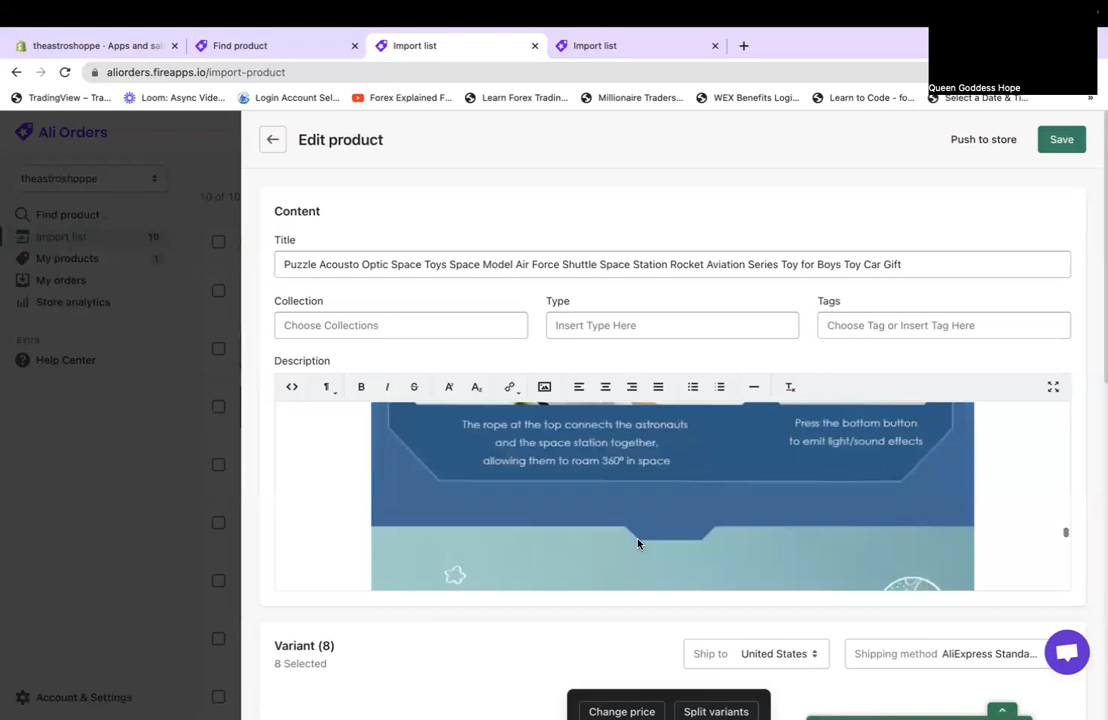 theastroshoppe · Apps and sal
Find product
Import list
Import list
aliorders.fireapps.io/import-product
Queen Goddess Hope
TradingView – Tra...
Loom: Async Vide...
Login Account Sel...
Forex Explained F...
Learn Forex Tradin...
Millionaire Traders...
WEX Benefits Logi...
Learn to Code - fo...
Select a Date & Ti...
»
Ali Orders
Edit product
Push to store
Save
theastroshoppe
10 of 10
Find product
Import list 10
My products 1
My orders
Store analytics
Extra
Help Center
Account & Settings
Content
Title
Puzzle Acousto Optic Space Toys Space Model Air Force Shuttle Space Station Rocket Aviation Series Toy for Boys Toy Car Gift
Collection
Type
Tags
Choose Collections
Insert Type Here
Choose Tag or Insert Tag Here
Description
The rope at the top connects the astronauts
and the space station together,
allowing them to roam 360° in space
Press the bottom button
to emit light/sound effects
Variant (8)
8 Selected
Ship to United States
Shipping method AliExpress Standa...
Change price
Split variants